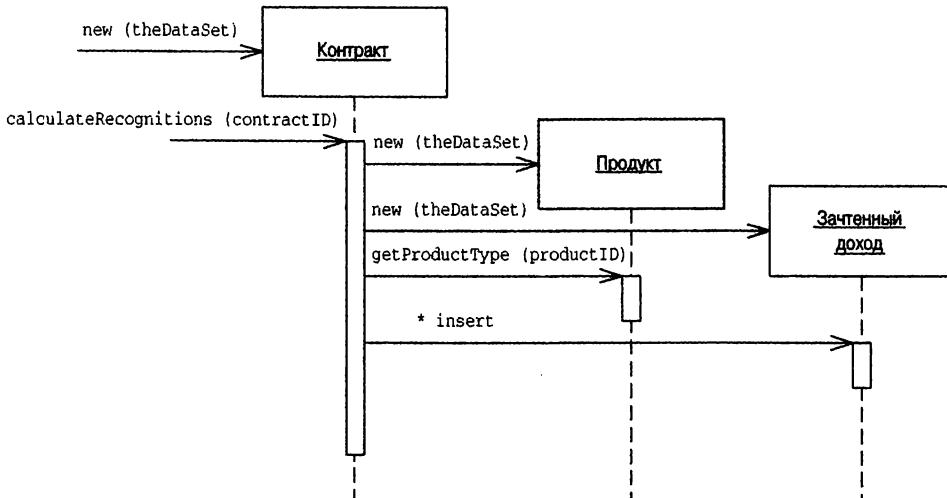 new (theDataSet)
Контракт
calculateRecognitions (contractID)
new (theDataSet)
Продукт
new (theDataSet)
Зачтенный
доход
getProductType (productID)
* insert